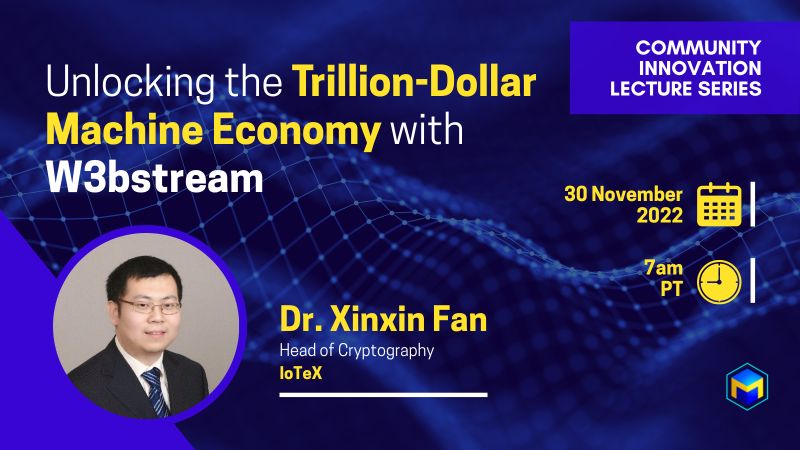 Unlocking the Trillion-Dollar
Machine Economy with
W3bstream
COMMUNITY
INNOVATION
LECTURE SERIES
30 November
2022
7am
PT
Dr. Xinxin Fan
Head of Cryptography
IoTeX